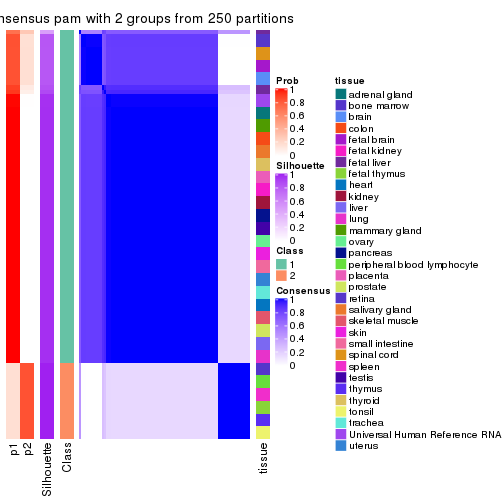 nsensus pam with 2 groups from 250 partitions
Prob
1
0.8
0.6
0.4
0.2
0
Silhouette
1
0.8
0.6
0.4
0.2
0
Class
1
2
Consensus
1
0.8
0.6
0.4
0.2
0
tissue
adrenal gland
bone marrow
brain
colon
fetal brain
fetal kidney
fetal liver
fetal thymus
heart
kidney
liver
lung
mammary gland
ovary
pancreas
peripheral blood lymphocyte
placenta
prostate
retina
salivary gland
skeletal muscle
skin
small intestine
spinal cord
spleen
testis
thymus
thyroid
tonsil
trachea
Universal Human Reference RNA
uterus
p1
p2
Silhouette
Class
tissue